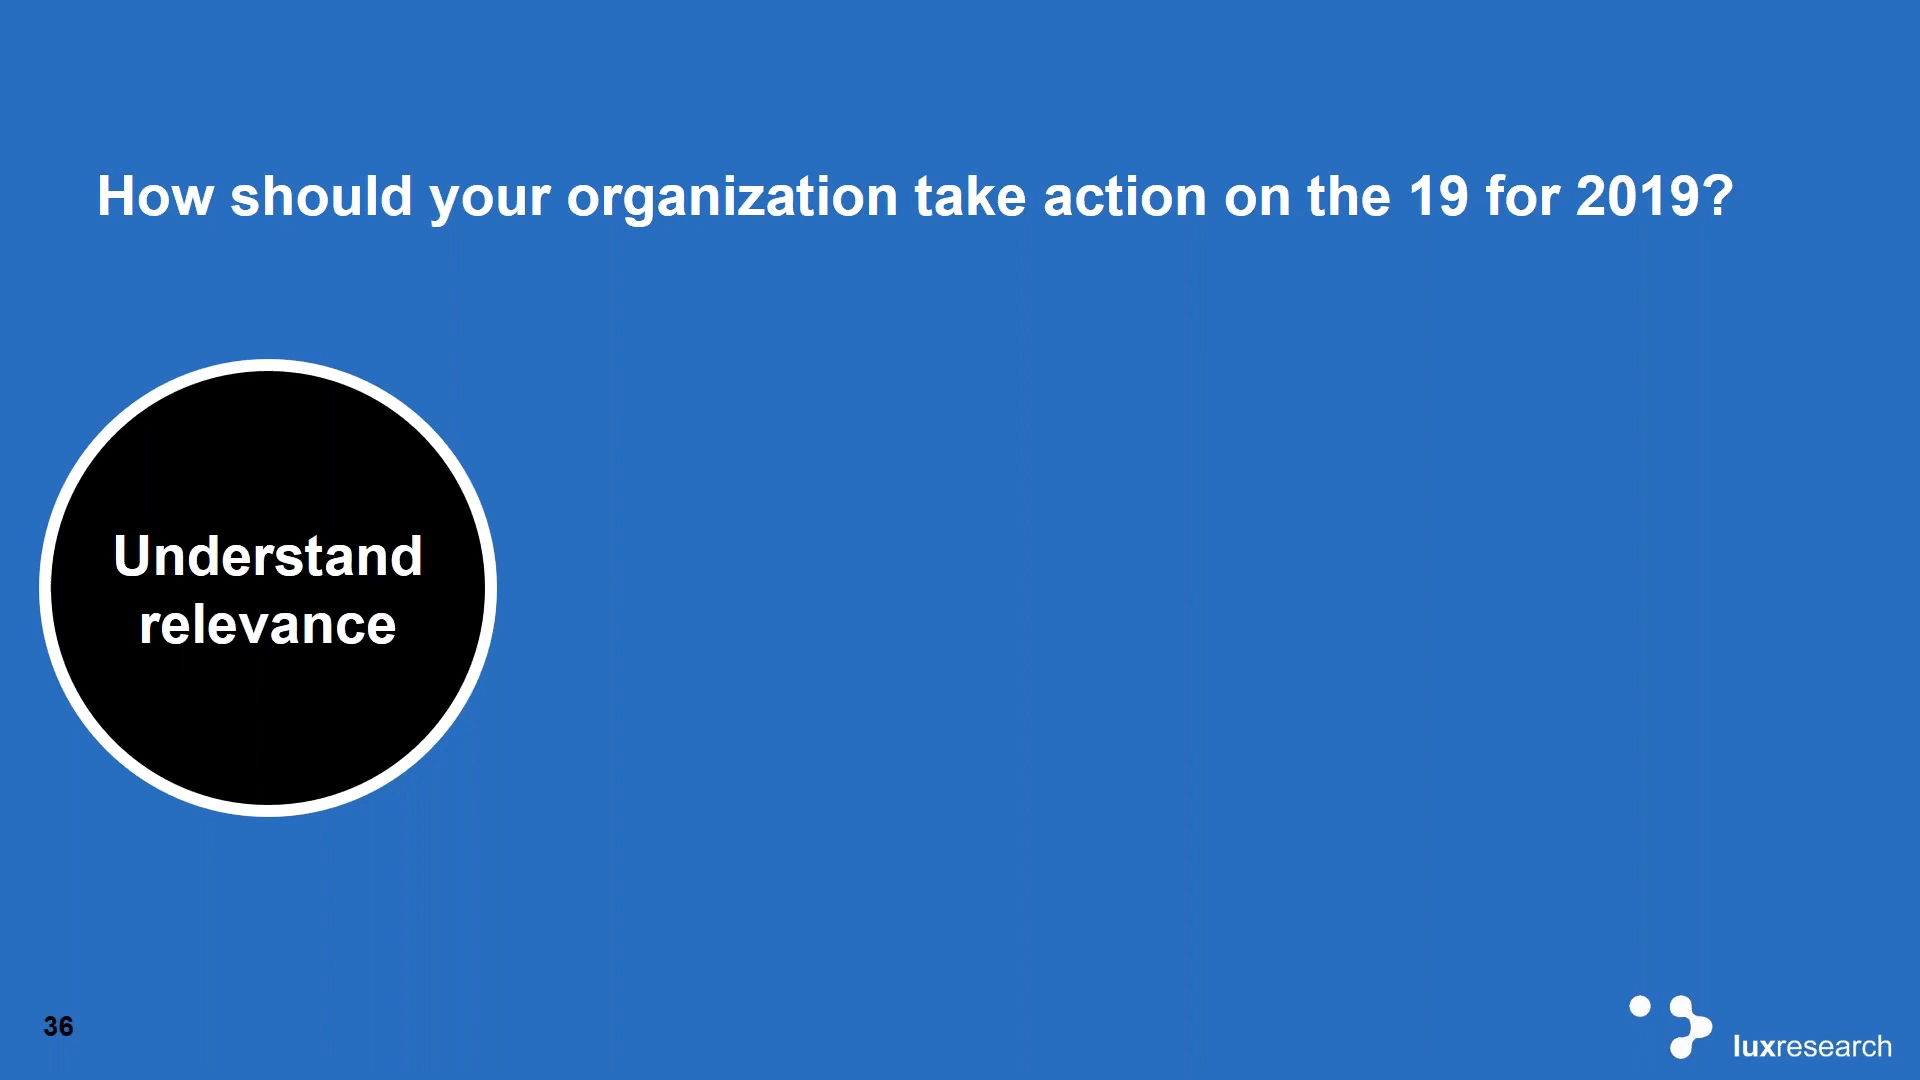 How should your organization take action on the 19 for 2019?
Understand
relevance
36
luxresearch